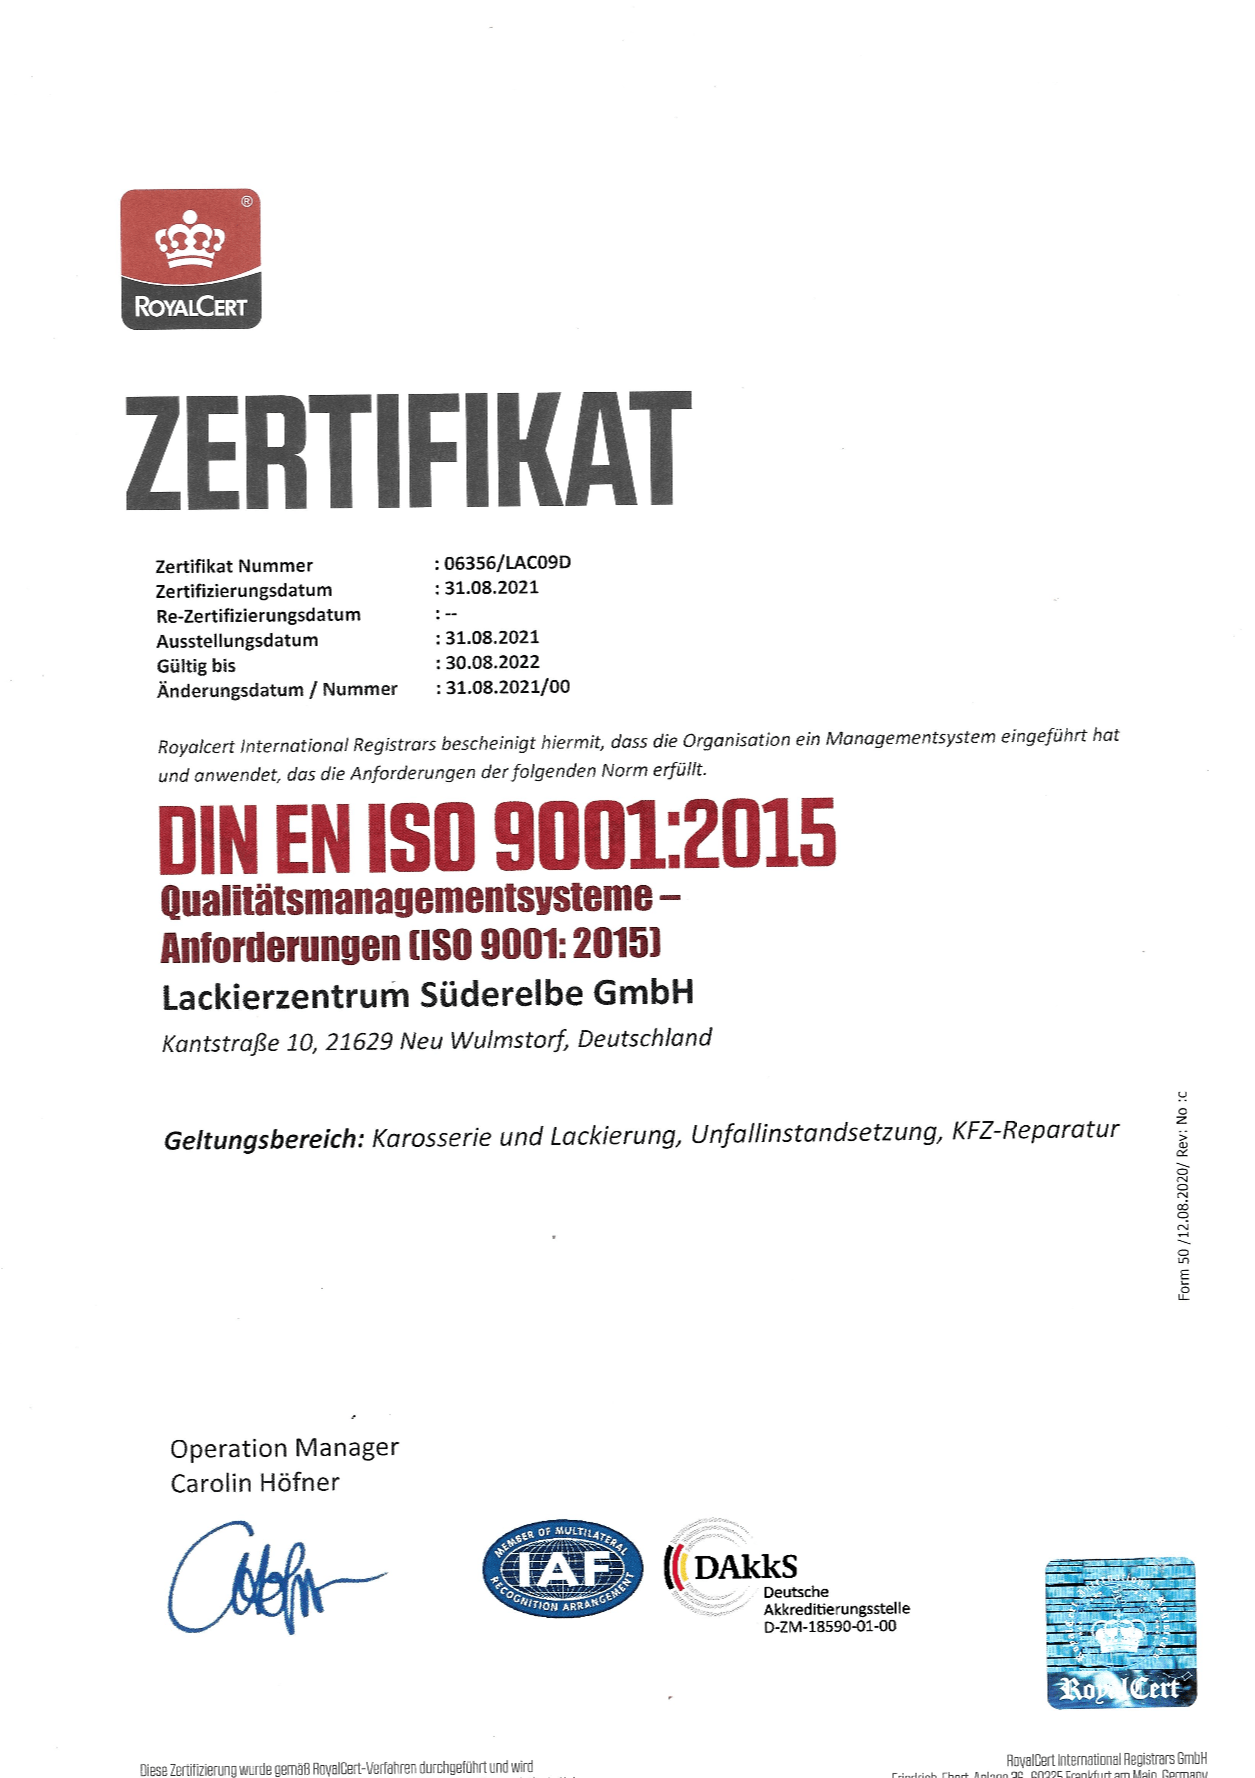 ®
ROYALCERT
ZERTIFIKAT
Zertifikat Nummer : 06356/LAC09D
Zertifizierungsdatum : 31.08.2021
Re-Zertifizierungsdatum : --
Ausstellungsdatum : 31.08.2021
Gültig bis : 30.08.2022
Änderungsdatum / Nummer : 31.08.2021/00
Royalcert International Registrars bescheinigt hiermit, dass die Organisation ein Managementsystem eingeführt hat
und anwendet, das die Anforderungen der folgenden Norm erfüllt.
DIN EN ISO 9001:2015
Qualitätsmanagementsysteme –
Anforderungen (ISO 9001: 2015)
Lackierzentrum Süderelbe GmbH
Kantstraße 10, 21629 Neu Wulmstorf, Deutschland
Geltungsbereich: Karosserie und Lackierung, Unfallinstandsetzung, KFZ-Reparatur
Form 50 /12.08.2020/ Rev: No :c
Operation Manager
Carolin Höfner
MEMBER OF MULTILATERAL
IAF
RECOGNITION ARRANGEMENT
DAkkS
Deutsche
Akkreditierungsstelle
D-ZM-18590-01-00
RoyalCert
Diese Zertifizierung wurde gemäß RoyalCert-Verfahren durchgeführt und wird
RoyalCert International Registrars GmbH
Friedrich-Ebert-Anlage 36, 60325 Frankfurt am Main, Germany